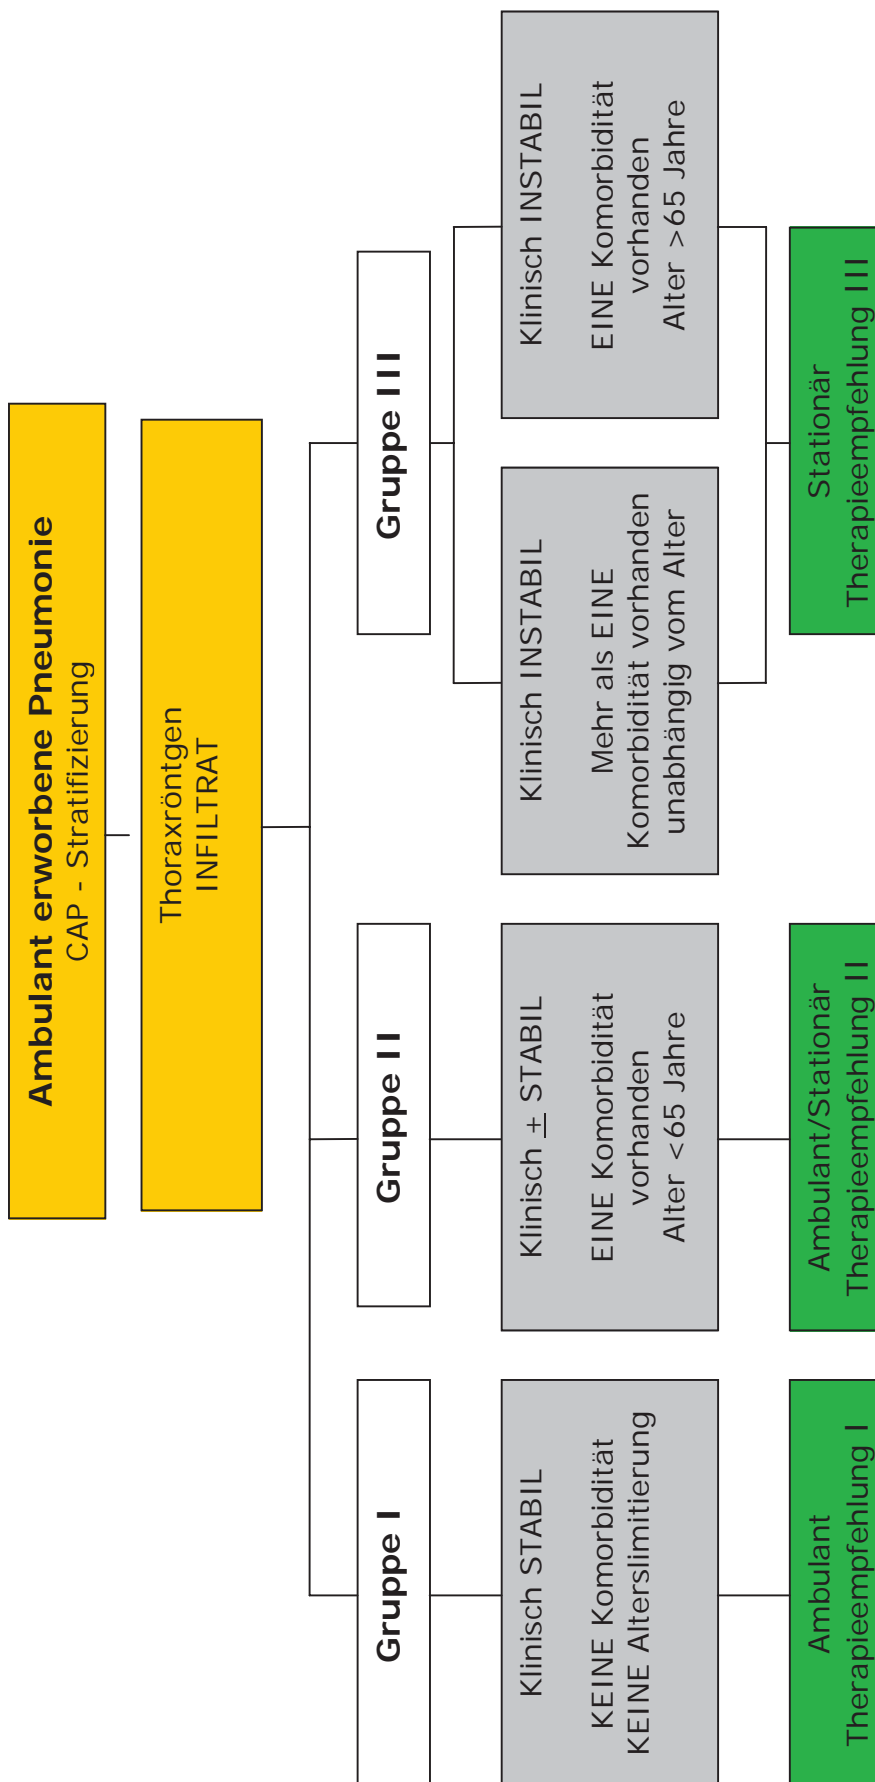 Ambulant erworbene Pneumonie
CAP - Stratifizierung
Thoraxröntgen
INFILTRAT
Gruppe I
Gruppe II
Gruppe III
Klinisch STABIL
KEINE Komorbidität
KEINE Alterslimitierung
Klinisch ± STABIL
EINE Komorbidität
vorhanden
Alter <65 Jahre
Klinisch INSTABIL
Mehr als EINE
Komorbidität vorhanden
unabhängig vom Alter
Klinisch INSTABIL
EINE Komorbidität
vorhanden
Alter >65 Jahre
Ambulant
Therapieempfehlung I
Ambulant/Stationär
Therapieempfehlung II
Stationär
Therapieempfehlung III